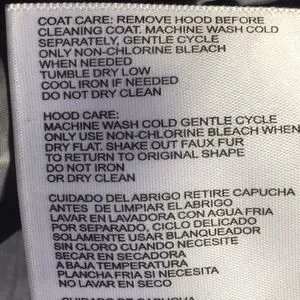 COAT CARE: REMOVE HOOD BEFORE
CLEANING COAT. MACHINE WASH COLD
SEPARATELY, GENTLE CYCLE
ONLY NON-CHLORINE BLEACH
WHEN NEEDED
TUMBLE DRY LOW
COOL IRON IF NEEDED
DO NOT DRY CLEAN
HOOD CARE:
MACHINE WASH COLD GENTLE CYCLE
ONLY USE NON-CHLORINE BLEACH WHEN
DRY FLAT. SHAKE OUT FAUX FUR
TO RETURN TO ORIGINAL SHAPE
DO NOT IRON
OR DRY CLEAN
CUIDADO DEL ABRIGO RETIRE CAPUCHA
ANTES DE LIMPIAR EL ABRIGO
LAVAR EN LAVADORA CON AGUA FRIA
POR SEPARADO, CICLO DELICADO
SOLAMENTE USAR BLANQUEADOR
SIN CLORO CUANDO NECESITE
SECAR EN SECADORA
A BAJA TEMPERATURA
PLANCHA FRIA SI NECESITA
NO LAVAR EN SECO
CUIDADO DE CAPUCHA